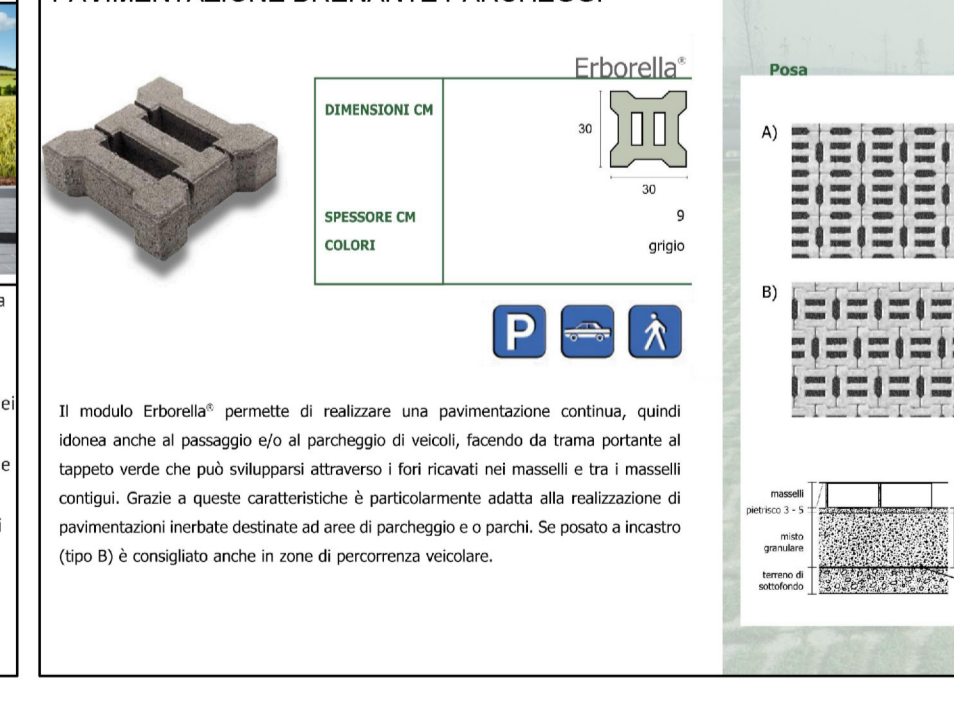 PAVIMENTAZIONE DRENANTE PARCHEGGI
Erborella®
DIMENSIONI CM
30
30
SPESSORE CM
9
COLORI
grigio
P
Il modulo Erborella® permette di realizzare una pavimentazione continua, quindi
idonea anche al passaggio e/o al parcheggio di veicoli, facendo da trama portante al
tappeto verde che può svilupparsi attraverso i fori ricavati nei masselli e tra i masselli
contigui. Grazie a queste caratteristiche è particolarmente adatta alla realizzazione di
pavimentazioni inerbate destinate ad aree di parcheggio e o parchi. Se posato a incastro
(tipo B) è consigliato anche in zone di percorrenza veicolare.
Posa
A)
B)
masselli
pietrisco 3 - 5
misto
granulare
terreno di
sottofondo